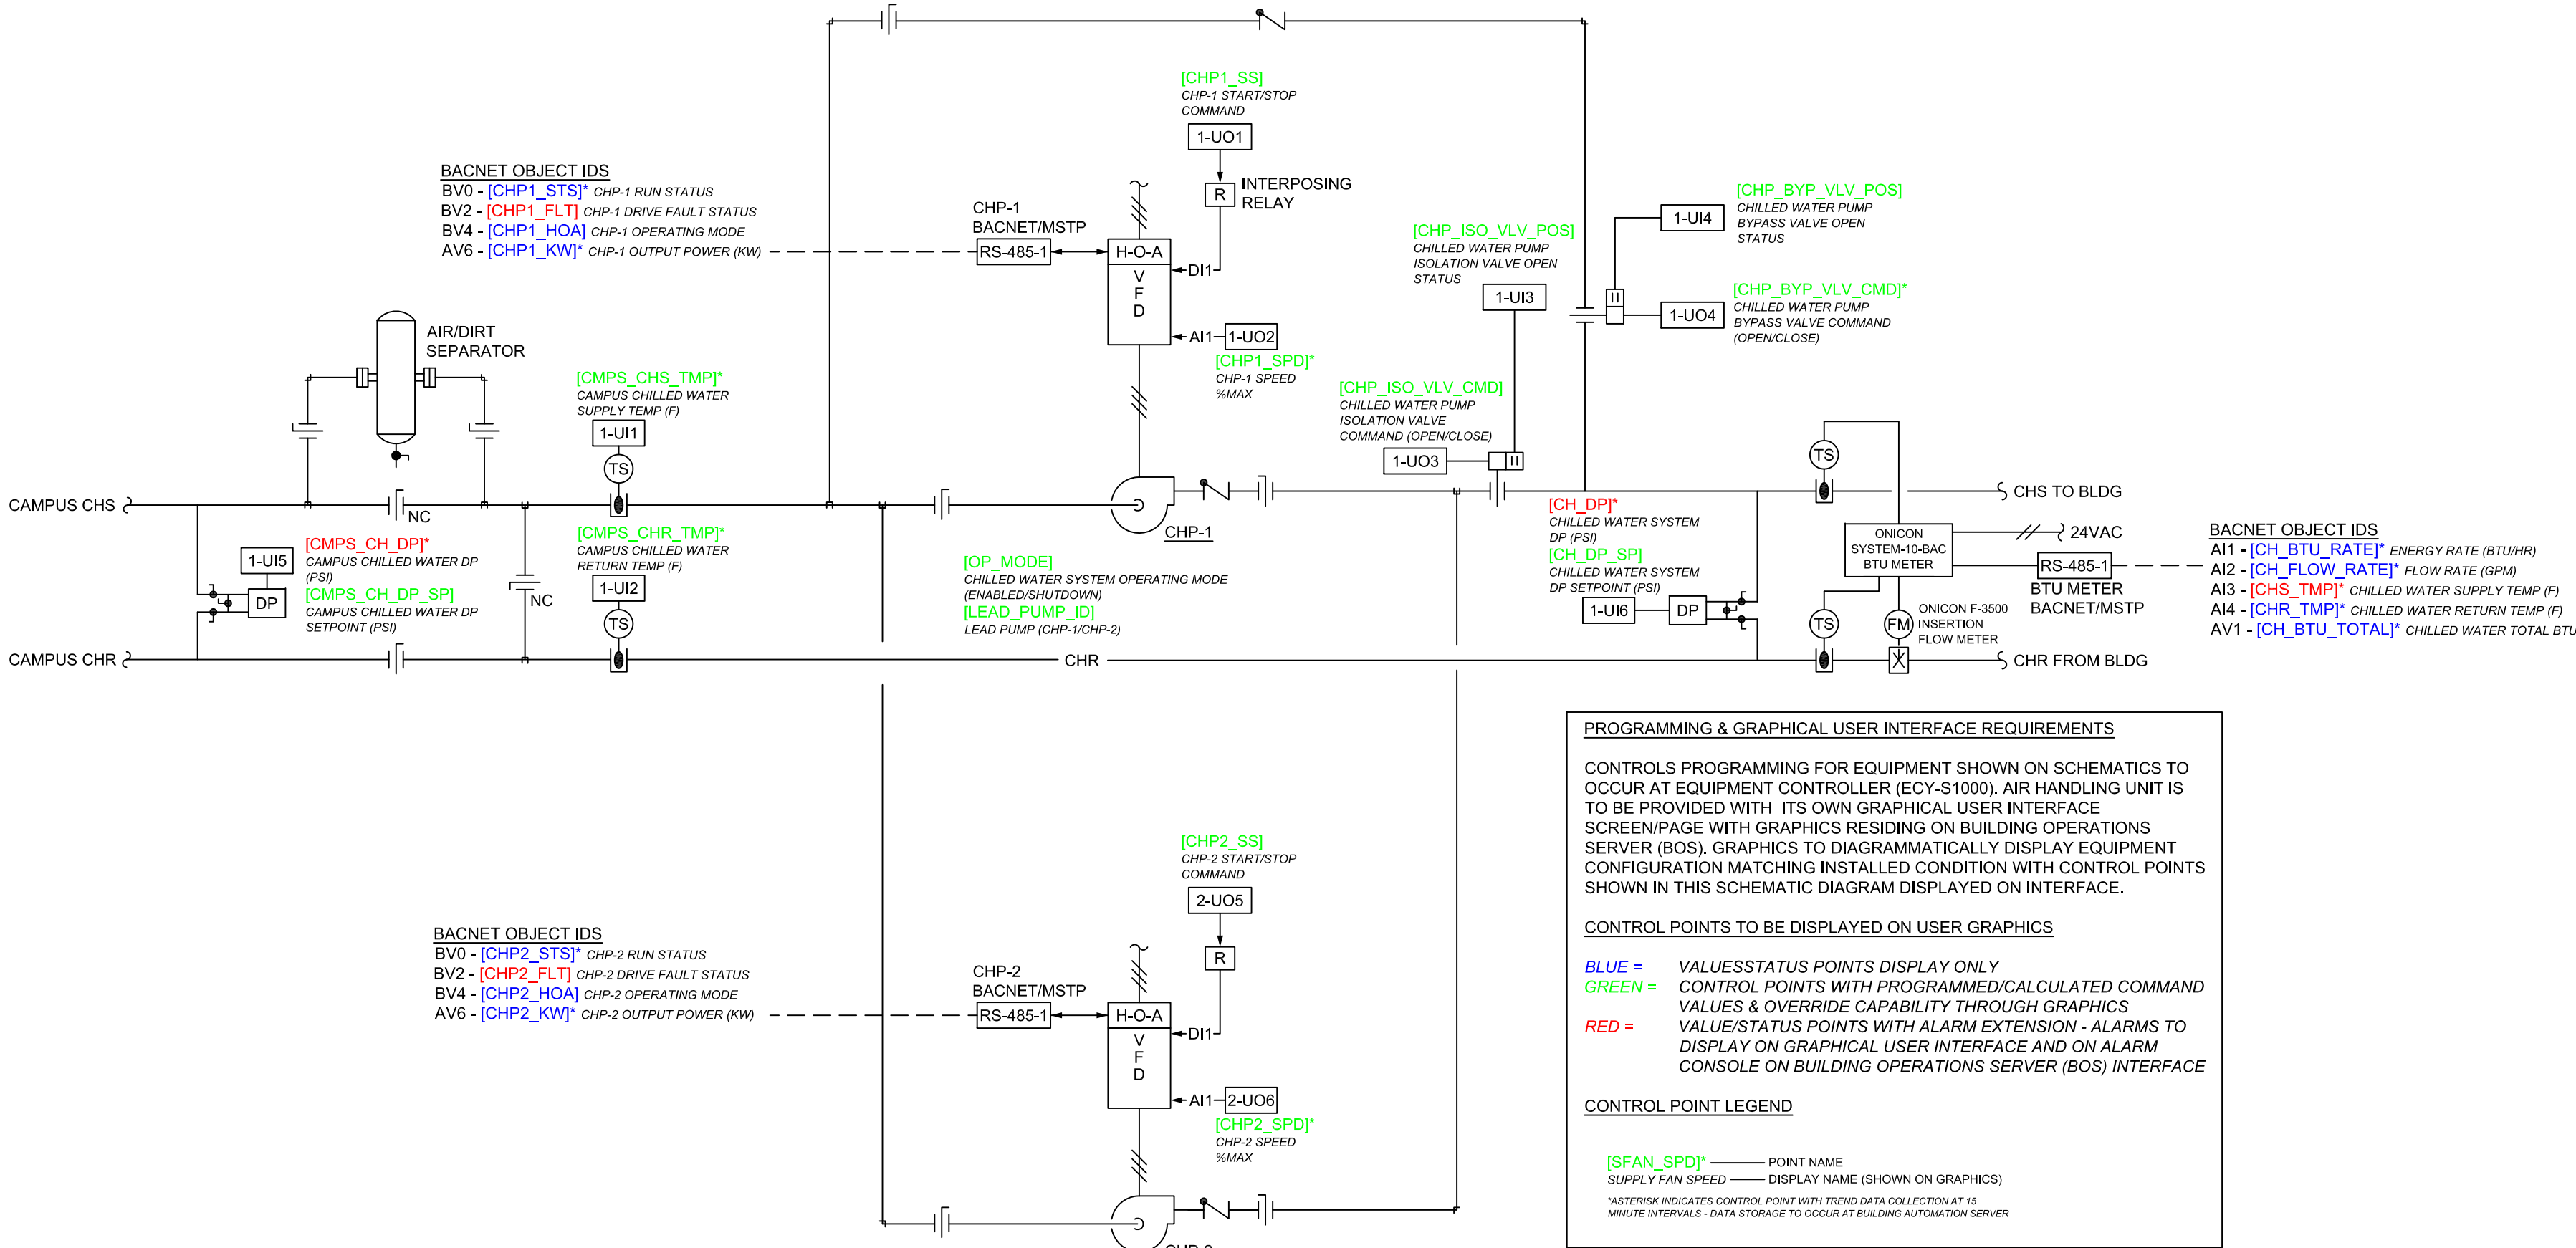 [CHP1_SS]
CHP-1 START/STOP
COMMAND
1-UO1
R
INTERPOSING
RELAY
BACNET OBJECT IDS
BV0 - [CHP1_STS]* CHP-1 RUN STATUS
BV2 - [CHP1_FLT] CHP-1 DRIVE FAULT STATUS
BV4 - [CHP1_HOA] CHP-1 OPERATING MODE
AV6 - [CHP1_KW]* CHP-1 OUTPUT POWER (KW)
CHP-1
BACNET/MSTP
RS-485-1
H-O-A
V
F
D
DI1
AI1
1-UO2
[CHP1_SPD]*
CHP-1 SPEED
%MAX
[CHP_ISO_VLV_POS]
CHILLED WATER PUMP
ISOLATION VALVE OPEN
STATUS
1-UI3
[CHP_BYP_VLV_POS]
CHILLED WATER PUMP
BYPASS VALVE OPEN
STATUS
1-UI4
[CHP_BYP_VLV_CMD]*
CHILLED WATER PUMP
BYPASS VALVE COMMAND
(OPEN/CLOSE)
1-UO4
[CHP_ISO_VLV_CMD]
CHILLED WATER PUMP
ISOLATION VALVE
COMMAND (OPEN/CLOSE)
1-UO3
AIR/DIRT
SEPARATOR
[CMPS_CHS_TMP]*
CAMPUS CHILLED WATER
SUPPLY TEMP (F)
1-UI1
TS
TS
CAMPUS CHS
NC
CHP-1
CHS TO BLDG
1-UI5
[CMPS_CH_DP]*
CAMPUS CHILLED WATER DP
(PSI)
[CMPS_CH_DP_SP]
CAMPUS CHILLED WATER DP
SETPOINT (PSI)
DP
NC
[CMPS_CHR_TMP]*
CAMPUS CHILLED WATER
RETURN TEMP (F)
1-UI2
TS
[OP_MODE]
CHILLED WATER SYSTEM OPERATING MODE
(ENABLED/SHUTDOWN)
[LEAD_PUMP_ID]
LEAD PUMP (CHP-1/CHP-2)
[CH_DP]*
CHILLED WATER SYSTEM
DP (PSI)
[CH_DP_SP]
CHILLED WATER SYSTEM
DP SETPOINT (PSI)
1-UI6
DP
ONICON
SYSTEM-10-BAC
BTU METER
24VAC
RS-485-1
BTU METER
BACNET/MSTP
TS
FM
ONICON F-3500
INSERTION
FLOW METER
BACNET OBJECT IDS
AI1 - [CH_BTU_RATE]* ENERGY RATE (BTU/HR)
AI2 - [CH_FLOW_RATE]* FLOW RATE (GPM)
AI3 - [CHS_TMP]* CHILLED WATER SUPPLY TEMP (F)
AI4 - [CHR_TMP]* CHILLED WATER RETURN TEMP (F)
AV1 - [CH_BTU_TOTAL]* CHILLED WATER TOTAL BTU
CAMPUS CHR
CHR
CHR FROM BLDG
PROGRAMMING & GRAPHICAL USER INTERFACE REQUIREMENTS
CONTROLS PROGRAMMING FOR EQUIPMENT SHOWN ON SCHEMATICS TO
OCCUR AT EQUIPMENT CONTROLLER (ECY-S1000). AIR HANDLING UNIT IS
TO BE PROVIDED WITH ITS OWN GRAPHICAL USER INTERFACE
SCREEN/PAGE WITH GRAPHICS RESIDING ON BUILDING OPERATIONS
SERVER (BOS). GRAPHICS TO DIAGRAMMATICALLY DISPLAY EQUIPMENT
CONFIGURATION MATCHING INSTALLED CONDITION WITH CONTROL POINTS
SHOWN IN THIS SCHEMATIC DIAGRAM DISPLAYED ON INTERFACE.
CONTROL POINTS TO BE DISPLAYED ON USER GRAPHICS
BLUE = VALUESSTATUS POINTS DISPLAY ONLY
GREEN = CONTROL POINTS WITH PROGRAMMED/CALCULATED COMMAND
VALUES & OVERRIDE CAPABILITY THROUGH GRAPHICS
RED = VALUE/STATUS POINTS WITH ALARM EXTENSION - ALARMS TO
DISPLAY ON GRAPHICAL USER INTERFACE AND ON ALARM
CONSOLE ON BUILDING OPERATIONS SERVER (BOS) INTERFACE
CONTROL POINT LEGEND
[SFAN_SPD]* POINT NAME
SUPPLY FAN SPEED DISPLAY NAME (SHOWN ON GRAPHICS)
*ASTERISK INDICATES CONTROL POINT WITH TREND DATA COLLECTION AT 15
MINUTE INTERVALS - DATA STORAGE TO OCCUR AT BUILDING AUTOMATION SERVER
[CHP2_SS]
CHP-2 START/STOP
COMMAND
2-UO5
R
BACNET OBJECT IDS
BV0 - [CHP2_STS]* CHP-2 RUN STATUS
BV2 - [CHP2_FLT] CHP-2 DRIVE FAULT STATUS
BV4 - [CHP2_HOA] CHP-2 OPERATING MODE
AV6 - [CHP2_KW]* CHP-2 OUTPUT POWER (KW)
CHP-2
BACNET/MSTP
RS-485-1
H-O-A
V
F
D
DI1
AI1
2-UO6
[CHP2_SPD]*
CHP-2 SPEED
%MAX